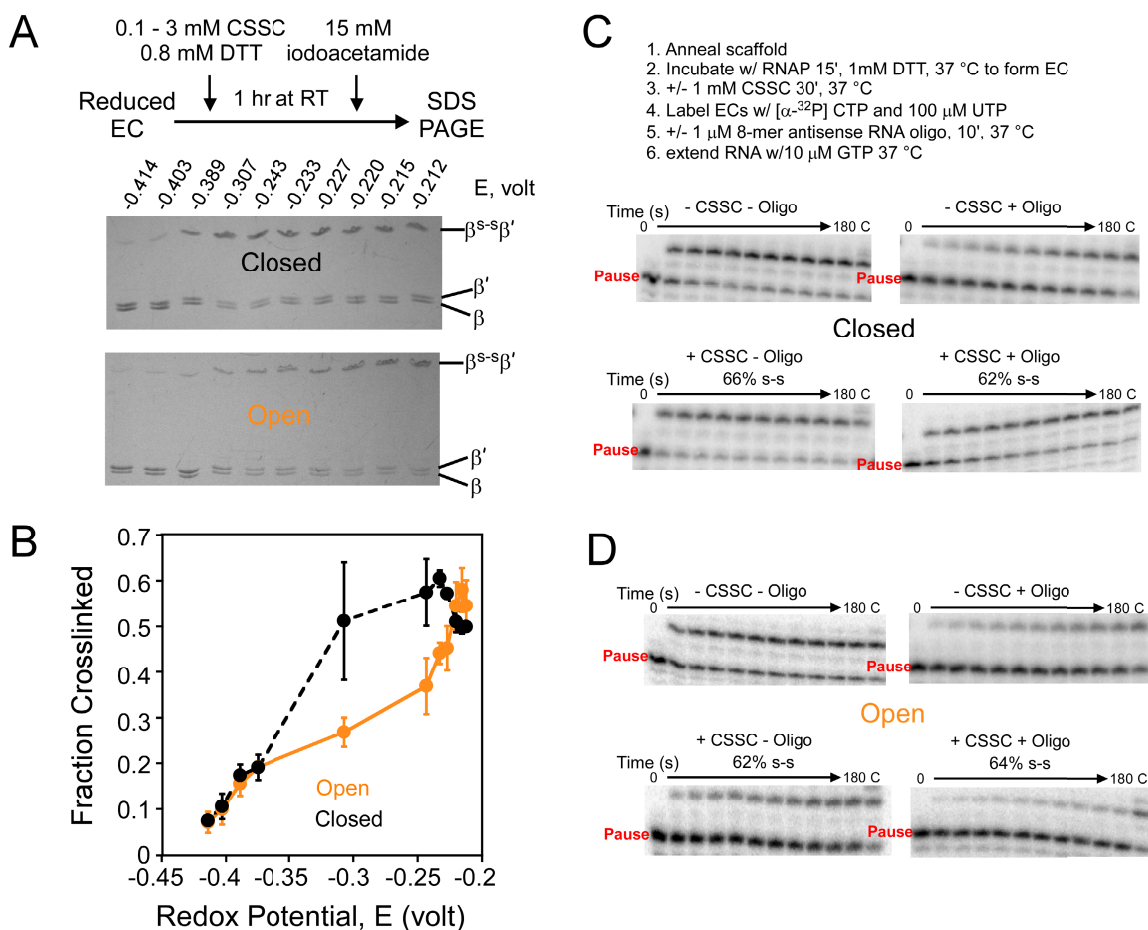 A
0.1 - 3 mM CSSC
0.8 mM DTT
15 mM
iodoacetamide
Reduced
EC
1 hr at RT
SDS
PAGE
-0.414
-0.403
-0.389
-0.307
-0.243
-0.233
-0.227
-0.220
-0.215
-0.212
E, volt
Closed
βs-sβ′
β′
β
Open
βs-sβ′
β′
β
B
Fraction Crosslinked
0.7
0.6
0.5
0.4
0.3
0.2
0.1
0
Open
Closed
-0.45
-0.4
-0.35
-0.3
-0.25
-0.2
Redox Potential, E (volt)
C
1. Anneal scaffold
2. Incubate w/ RNAP 15', 1mM DTT, 37 °C to form EC
3. +/- 1 mM CSSC 30', 37 °C
4. Label ECs w/ [α-32P] CTP and 100 μM UTP
5. +/- 1 μM 8-mer antisense RNA oligo, 10', 37 °C
6. extend RNA w/10 μM GTP 37 °C
Time (s)
- CSSC - Oligo
0
180 C
Pause
- CSSC + Oligo
0
180 C
Pause
Closed
Time (s)
+ CSSC - Oligo
66% s-s
0
180 C
Pause
+ CSSC + Oligo
62% s-s
0
180 C
Pause
D
Time (s)
- CSSC - Oligo
0
180 C
Pause
- CSSC + Oligo
0
180 C
Pause
Open
Time (s)
+ CSSC - Oligo
62% s-s
0
180 C
Pause
+ CSSC + Oligo
64% s-s
0
180 C
Pause